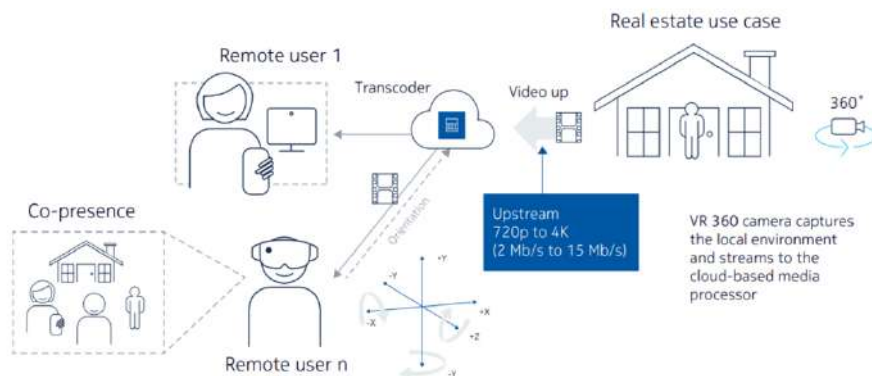 Real estate use case
Remote user 1
Transcoder
Video up
360°
Orientation
Upstream
720p to 4K
(2 Mb/s to 15 Mb/s)
VR 360 camera captures
the local environment
and streams to the
cloud-based media
processor
Co-presence
+Y
-Y
-X
+X
+Z
-Y
Remote user n